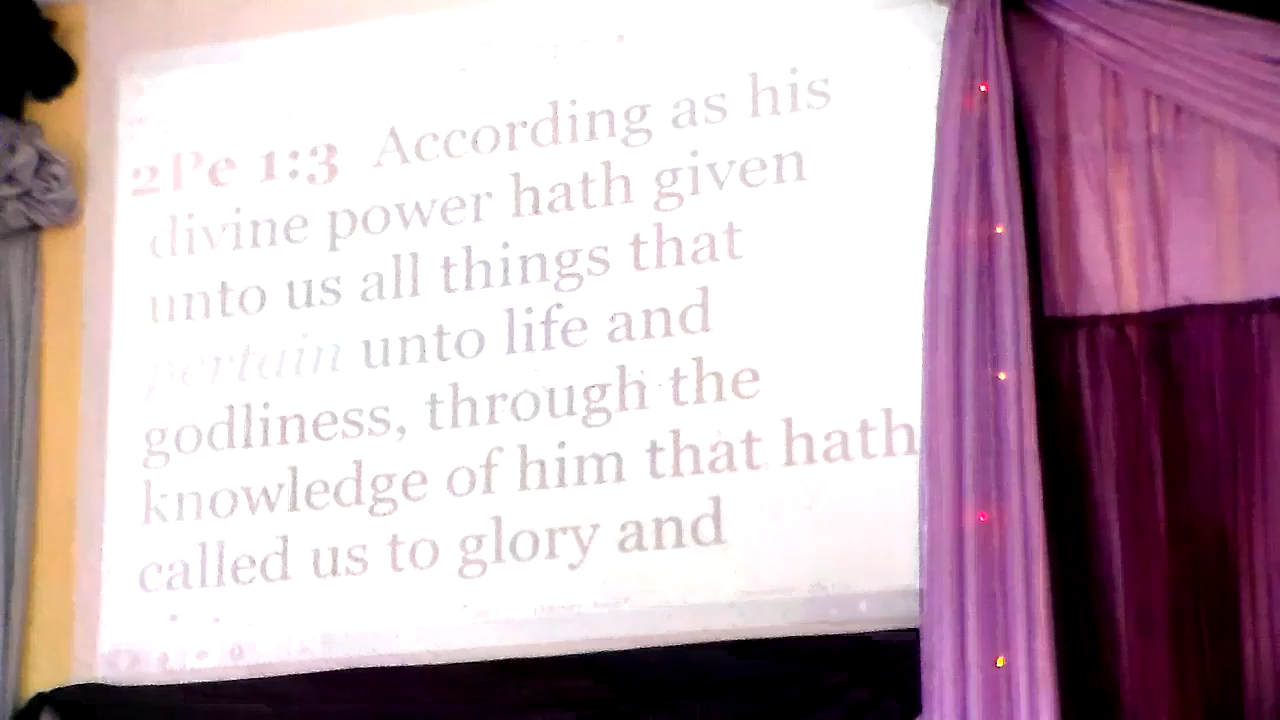 2Pe 1:3 According as his
divine power hath given
unto us all things that
pertain unto life and
godliness, through the
knowledge of him that hath
called us to glory and